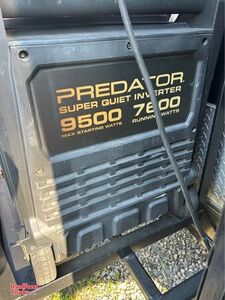 PREDATOR
SUPER QUIET INVERTER
9500 7600
MAX STARTING WATTS RUNNING WATTS